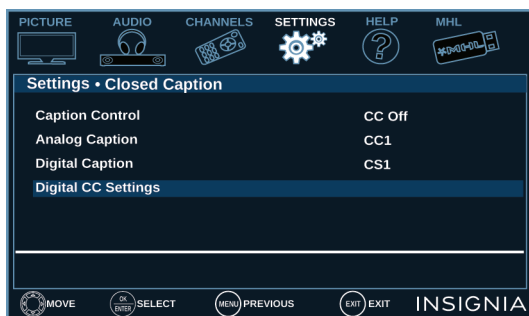 PICTURE AUDIO CHANNELS SETTINGS HELP MHL
MHL
Settings • Closed Caption
Caption Control CC Off
Analog Caption CC1
Digital Caption CS1
Digital CC Settings
MOVE OK ENTER SELECT MENU PREVIOUS EXIT EXIT INSIGNIA